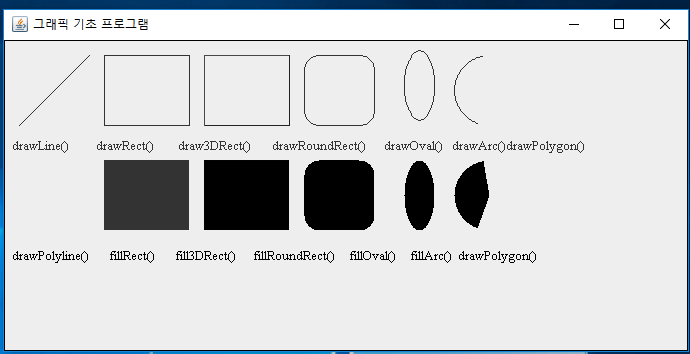 그래픽 기초 프로그램
drawLine() drawRect() draw3DRect() drawRoundRect() drawOval() drawArc()drawPolygon()
drawPolyline() fillRect() fill3DRect() fillRoundRect() fillOval() fillArc() drawPolygon()